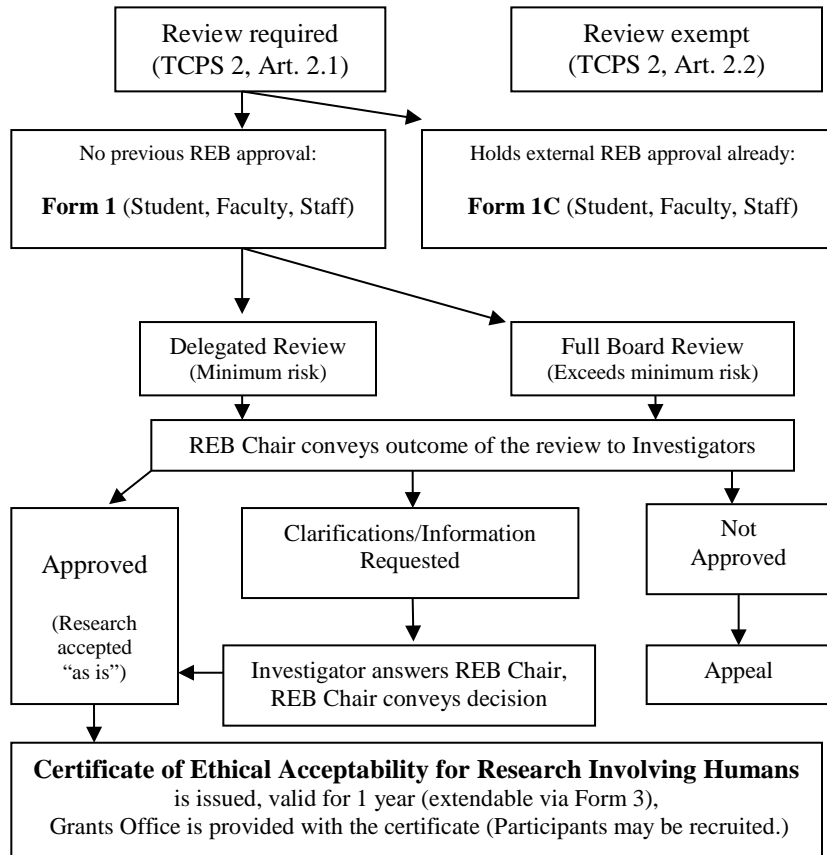 Review required
(TCPS 2, Art. 2.1)
Review exempt
(TCPS 2, Art. 2.2)
No previous REB approval:
Form 1 (Student, Faculty, Staff)
Holds external REB approval already:
Form 1C (Student, Faculty, Staff)
Delegated Review
(Minimum risk)
Full Board Review
(Exceeds minimum risk)
REB Chair conveys outcome of the review to Investigators
Approved
(Research
accepted
“as is”)
Clarifications/Information
Requested
Not
Approved
Investigator answers REB Chair,
REB Chair conveys decision
Appeal
Certificate of Ethical Acceptability for Research Involving Humans
is issued, valid for 1 year (extendable via Form 3),
Grants Office is provided with the certificate (Participants may be recruited.)